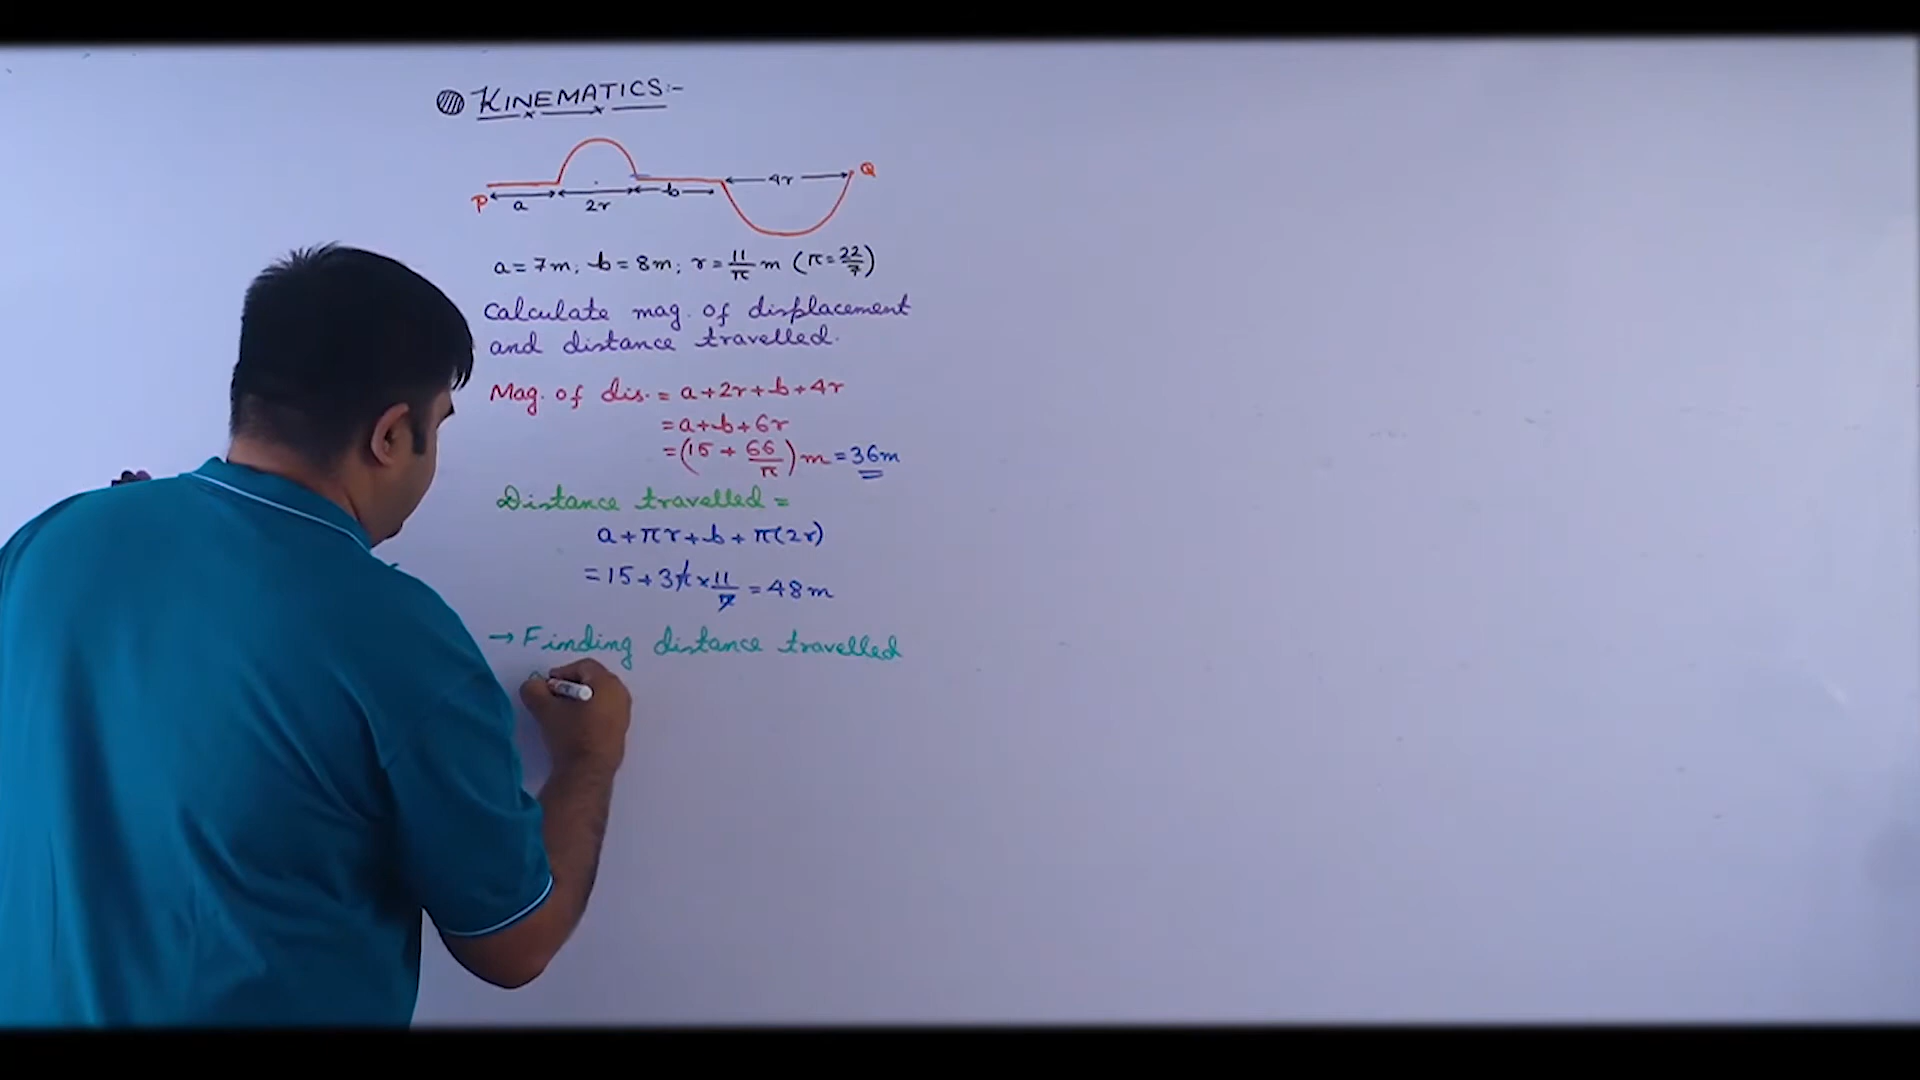 KINEMATICS:-
P a 2r b 4r Q
a = 7m; b = 8m; r = 11/π m (π = 22/7)
Calculate mag. of displacement
and distance travelled.
Mag. of dis. = a + 2r + b + 4r
= a + b + 6r
= (15 + 66/π) m = 36m
Distance travelled =
a + πr + b + π(2r)
= 15 + 3π × 11/π = 48m
→ Finding distance travelled